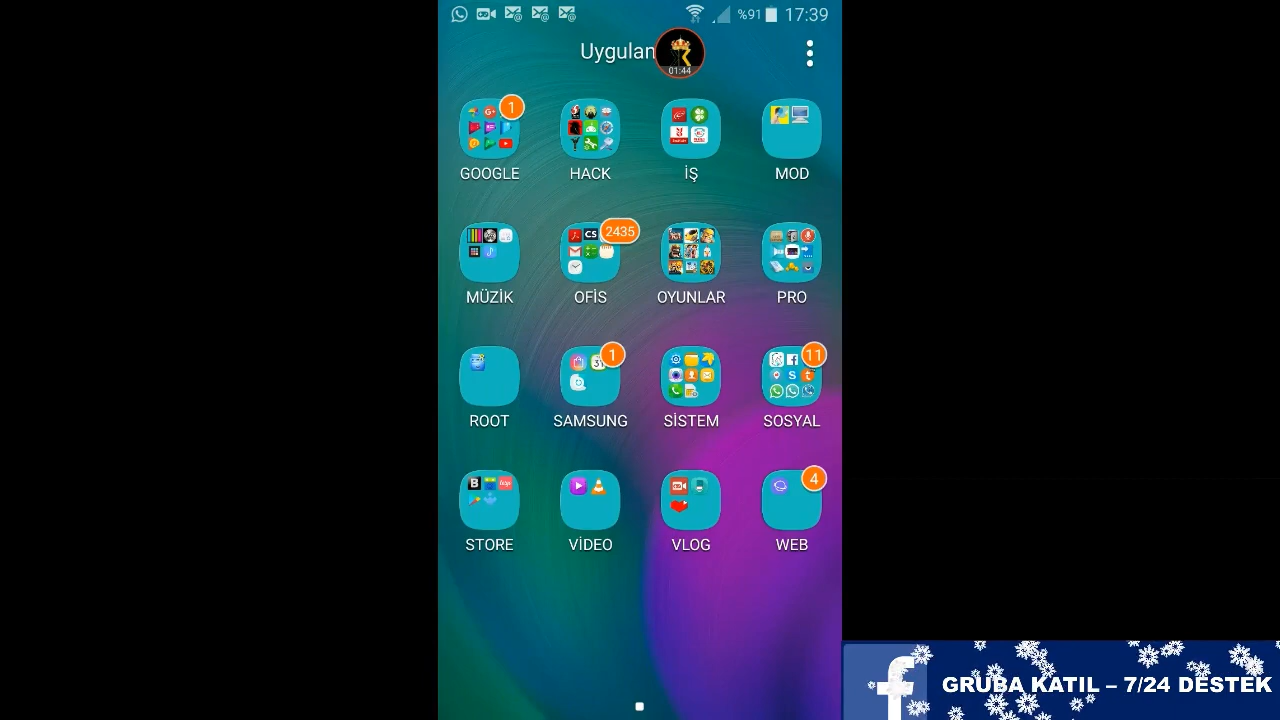 %91 17:39
Uygulan
01:44
1
GOOGLE HACK İŞ MOD
2435
MÜZİK OFİS OYUNLAR PRO
1 11
ROOT SAMSUNG SİSTEM SOSYAL
4
STORE VİDEO VLOG WEB
GRUBA KATIL – 7/24 DESTEK